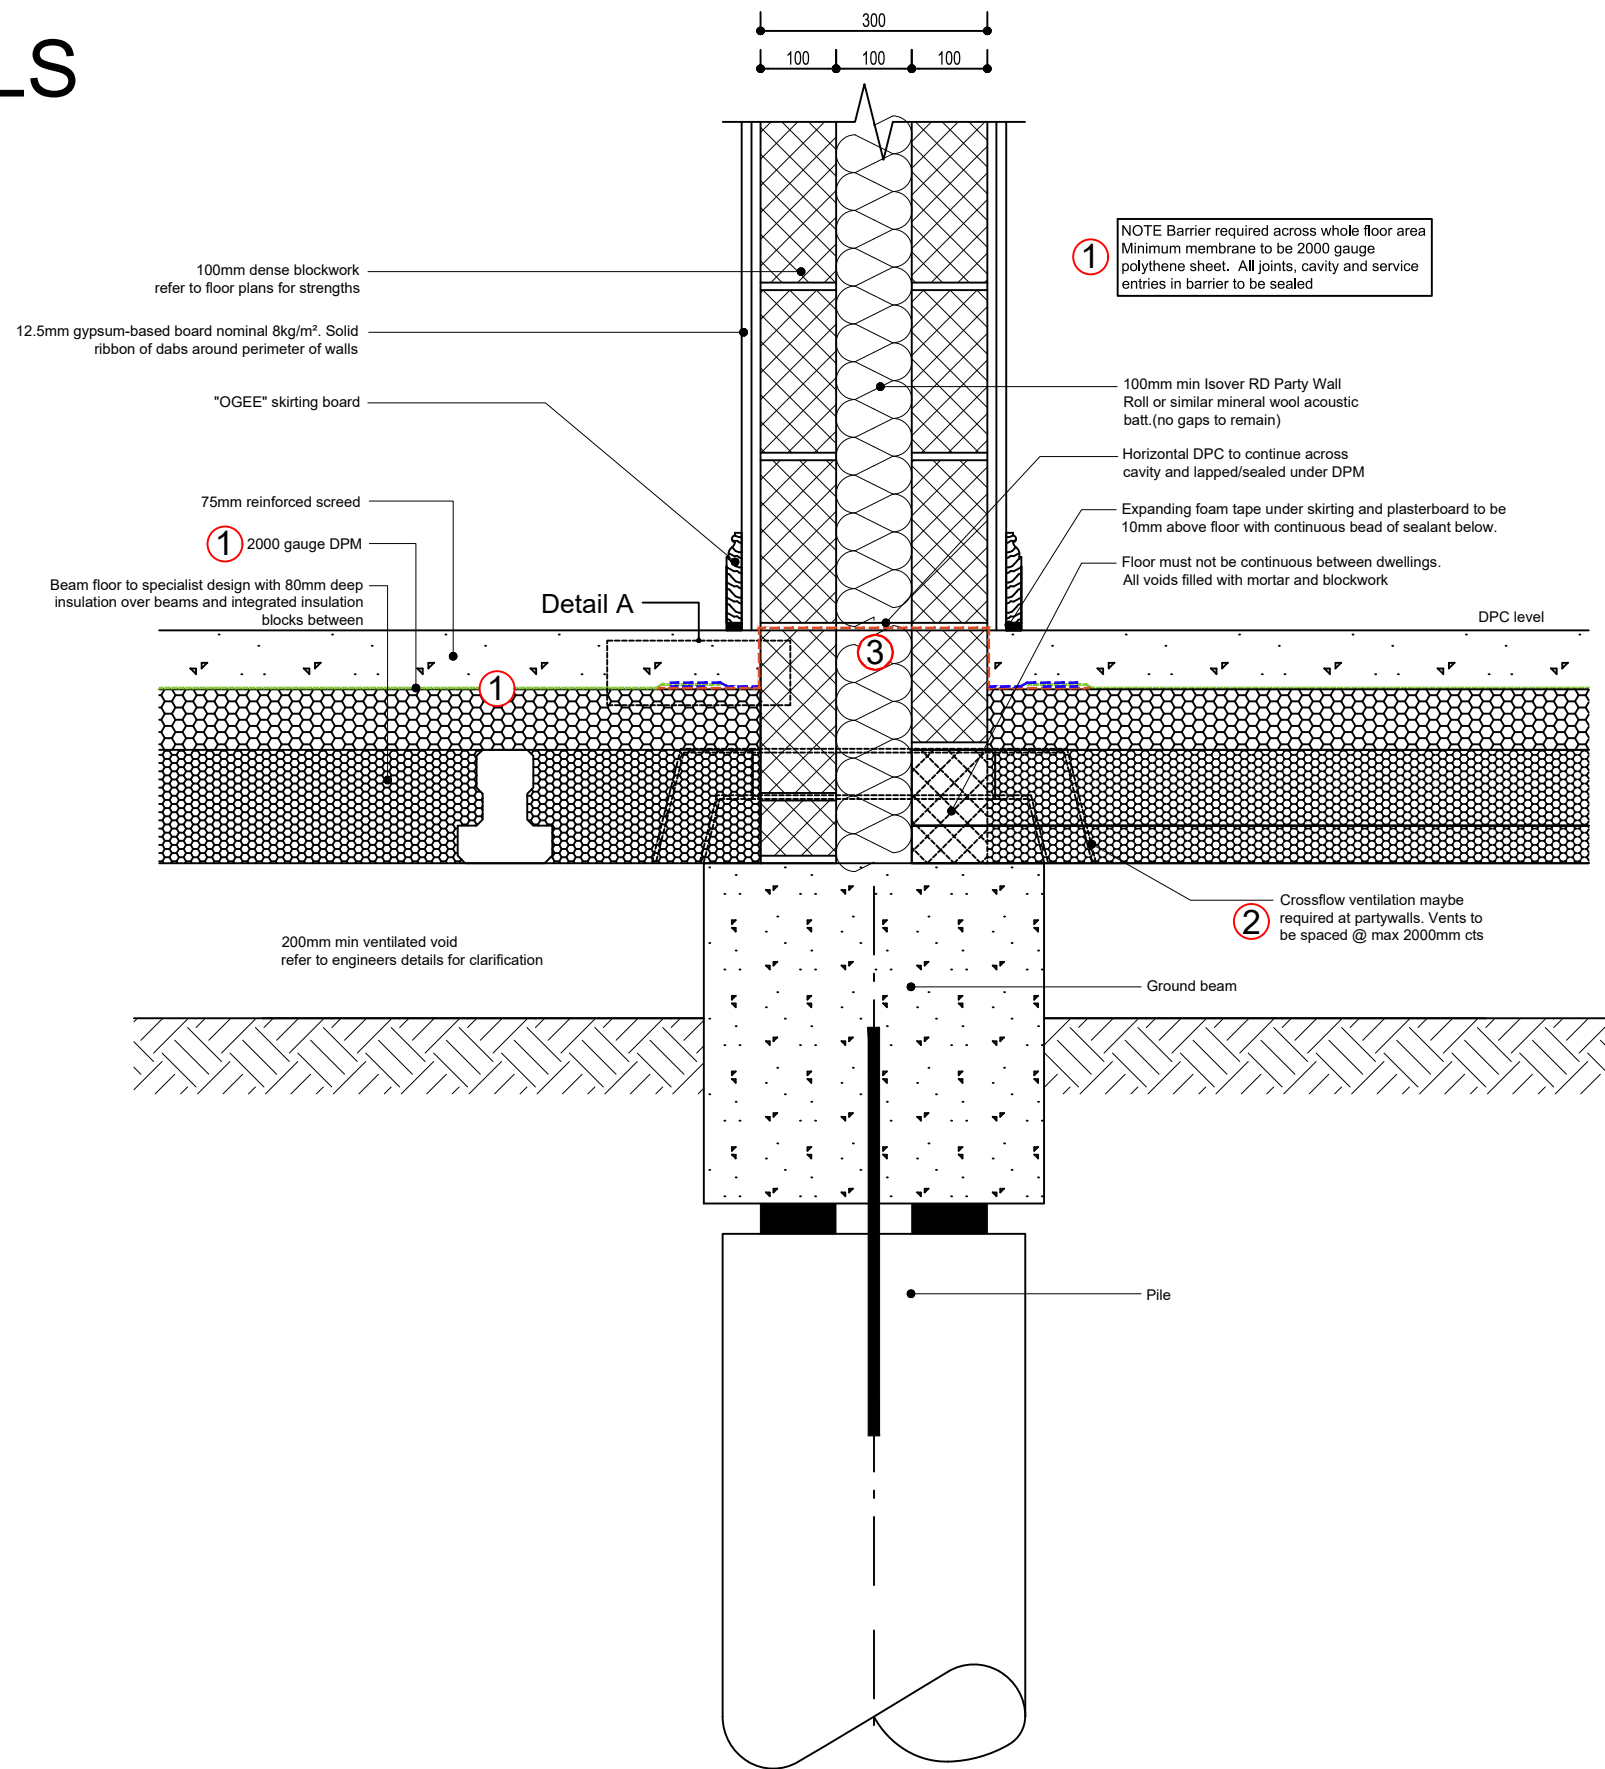 LS
300
100 100 100
1
NOTE Barrier required across whole floor area
Minimum membrane to be 2000 gauge
polythene sheet. All joints, cavity and service
entries in barrier to be sealed
100mm dense blockwork
refer to floor plans for strengths
12.5mm gypsum-based board nominal 8kg/m². Solid
ribbon of dabs around perimeter of walls
"OGEE" skirting board
75mm reinforced screed
1
2000 gauge DPM
Beam floor to specialist design with 80mm deep
insulation over beams and integrated insulation
blocks between
Detail A
100mm min Isover RD Party Wall
Roll or similar mineral wool acoustic
batt.(no gaps to remain)
Horizontal DPC to continue across
cavity and lapped/sealed under DPM
Expanding foam tape under skirting and plasterboard to be
10mm above floor with continuous bead of sealant below.
Floor must not be continuous between dwellings.
All voids filled with mortar and blockwork
DPC level
3
1
2
Crossflow ventilation maybe
required at partywalls. Vents to
be spaced @ max 2000mm cts
200mm min ventilated void
refer to engineers details for clarification
Ground beam
Pile